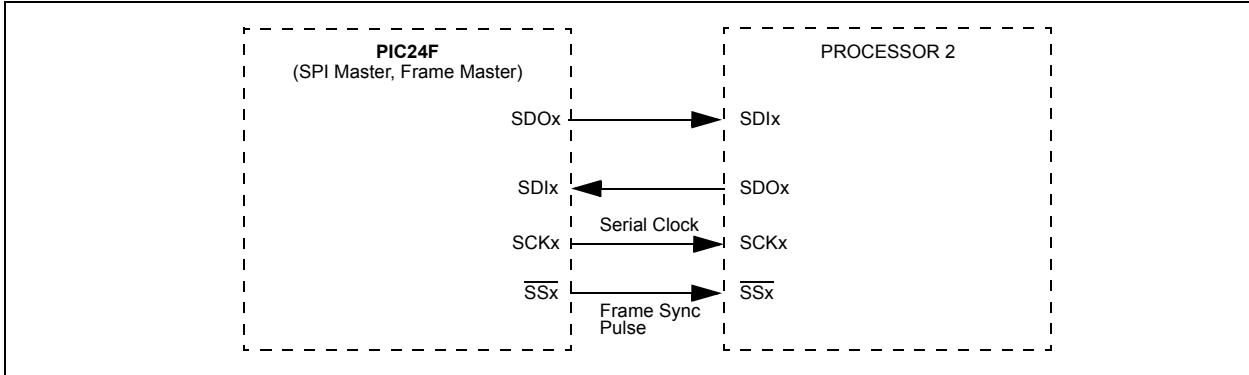 PIC24F
(SPI Master, Frame Master)
PROCESSOR 2
SDOx
SDIx
SDIx
SDOx
Serial Clock
SCKx
SCKx
SSx
SSx
Frame Sync
Pulse